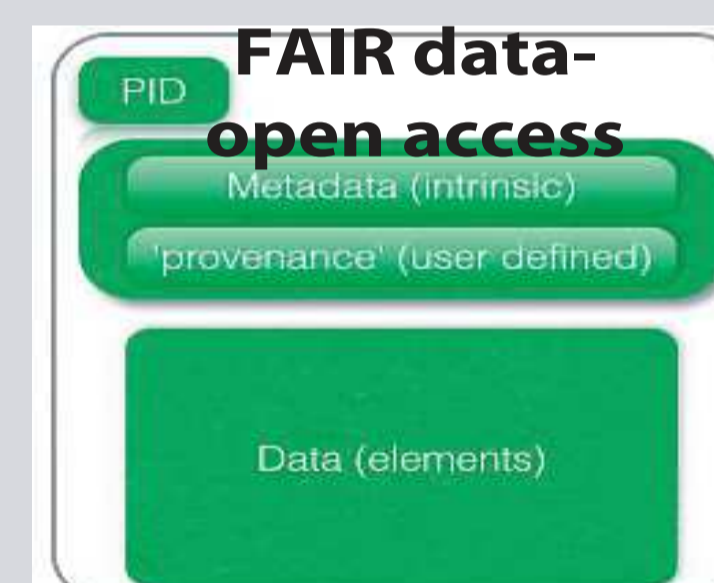 FAIR data-
open access
PID
Metadata (intrinsic)
'provenance' (user defined)
Data (elements)